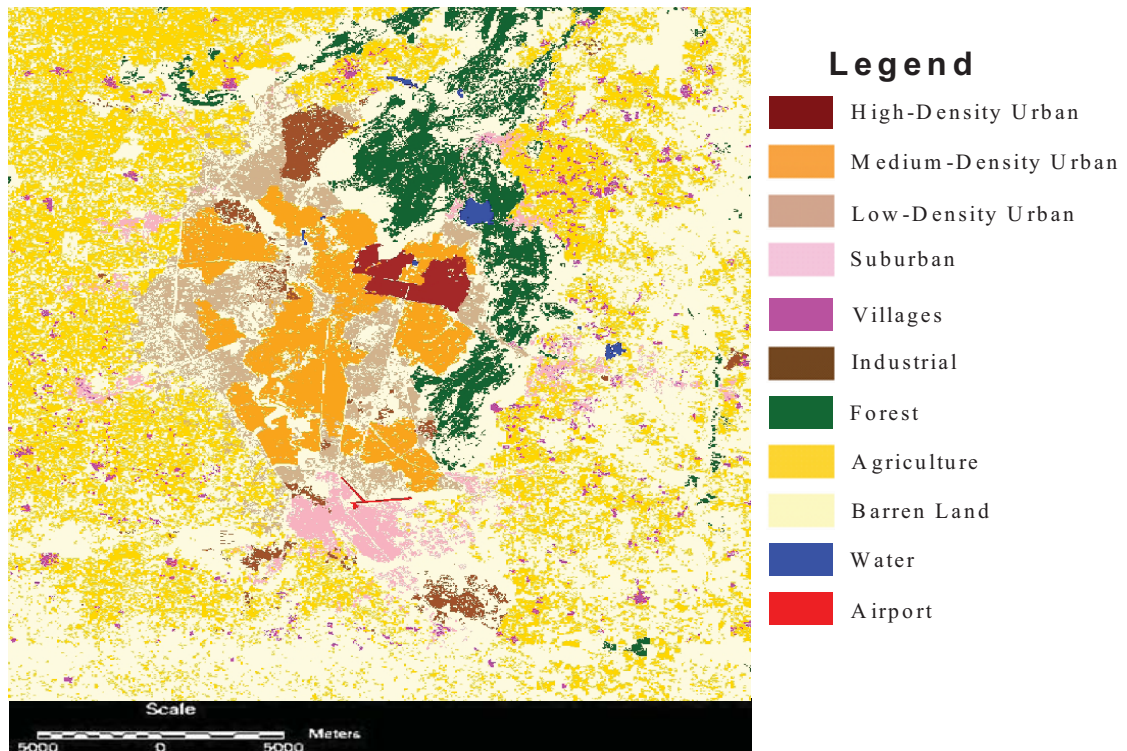 Legend
High-Density Urban
Medium-Density Urban
Low-Density Urban
Suburban
Villages
Industrial
Forest
Agriculture
Barren Land
Water
Airport
Scale
Meters
5000 0 5000